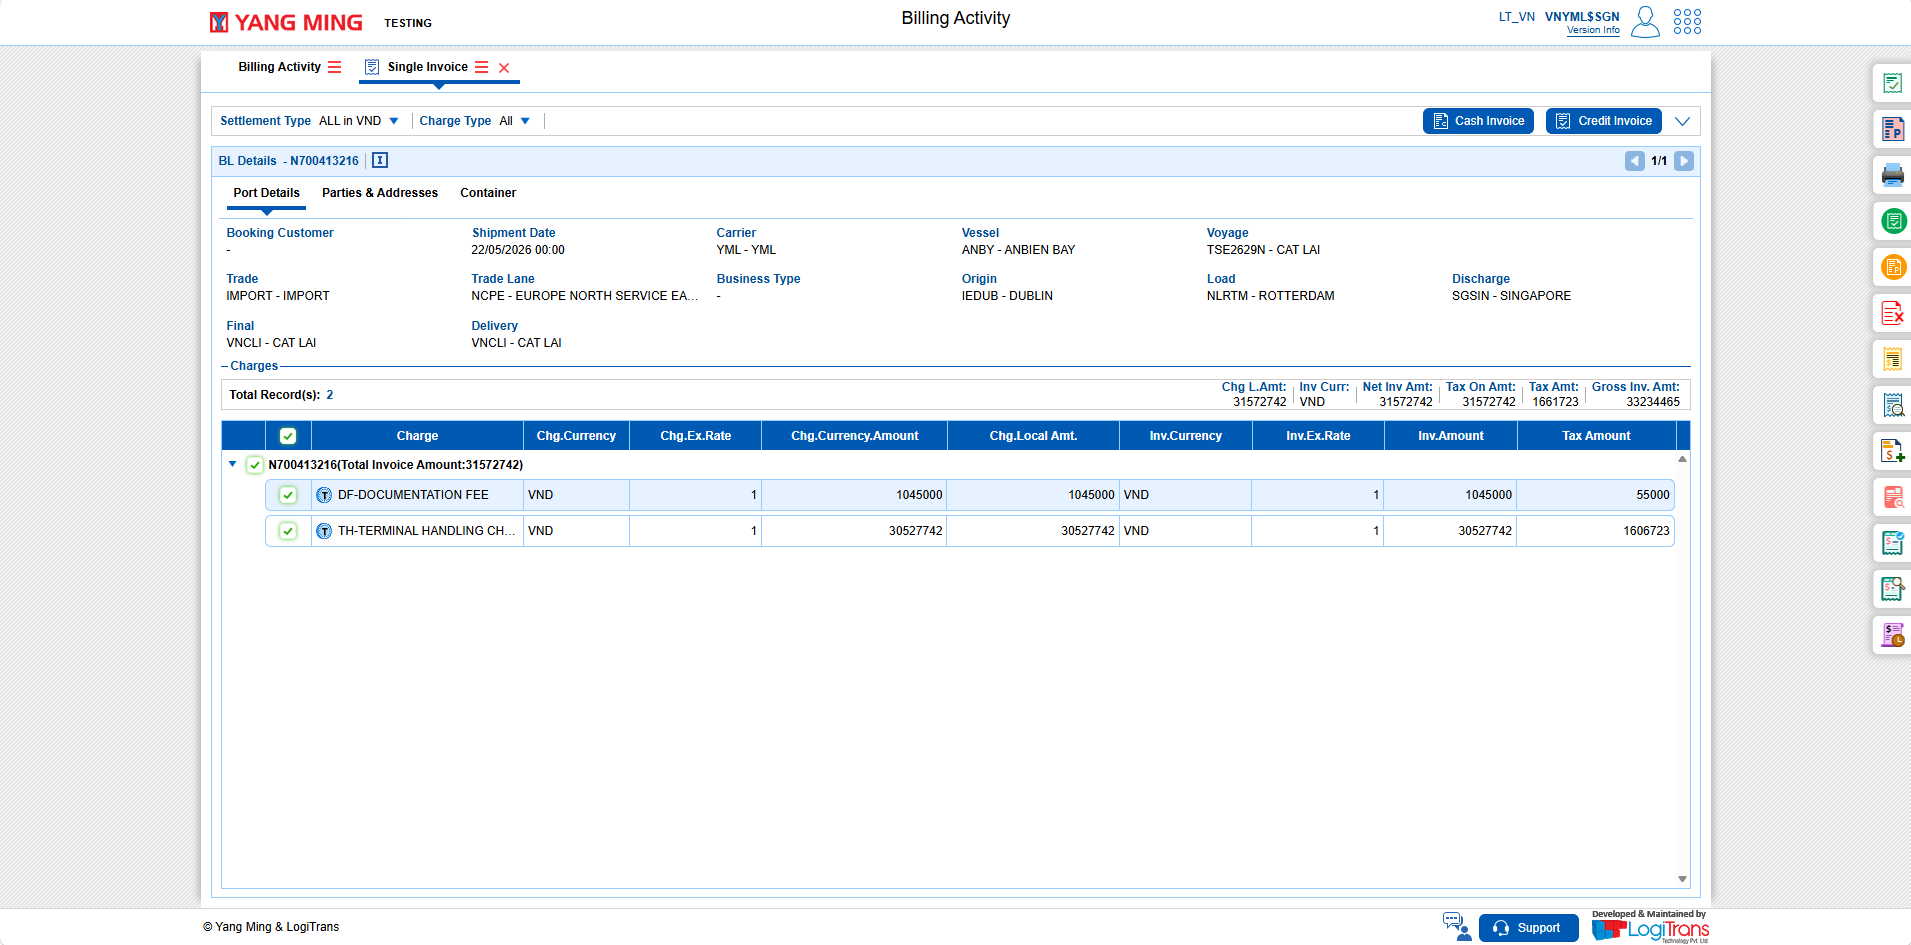 YANG MING TESTING
Billing Activity
LT_VN VNYML$SGN
Version Info
Billing Activity Single Invoice
Settlement Type ALL in VND Charge Type All Cash Invoice Credit Invoice
BL Details - N700413216 1/1
Port Details Parties & Addresses Container
Booking Customer Shipment Date Carrier Vessel Voyage
- 22/05/2026 00:00 YML - YML ANBY - ANBIEN BAY TSE2629N - CAT LAI
Trade Trade Lane Business Type Origin Load Discharge
IMPORT - IMPORT NCPE - EUROPE NORTH SERVICE EA... - IEDUB - DUBLIN NLRTM - ROTTERDAM SGSIN - SINGAPORE
Final Delivery
VNCLI - CAT LAI VNCLI - CAT LAI
Charges
Total Record(s): 2
Chg L.Amt: Inv Curr: Net Inv Amt: Tax On Amt: Tax Amt: Gross Inv. Amt:
31572742 VND 31572742 31572742 1661723 33234465
Charge Chg.Currency Chg.Ex.Rate Chg.Currency.Amount Chg.Local Amt. Inv.Currency Inv.Ex.Rate Inv.Amount Tax Amount
N700413216(Total Invoice Amount:31572742)
T DF-DOCUMENTATION FEE VND 1 1045000 1045000 VND 1 1045000 55000
T TH-TERMINAL HANDLING CH... VND 1 30527742 30527742 VND 1 30527742 1606723
© Yang Ming & LogiTrans
Support
Developed & Maintained by
LogiTrans
Technology Pvt. Ltd.